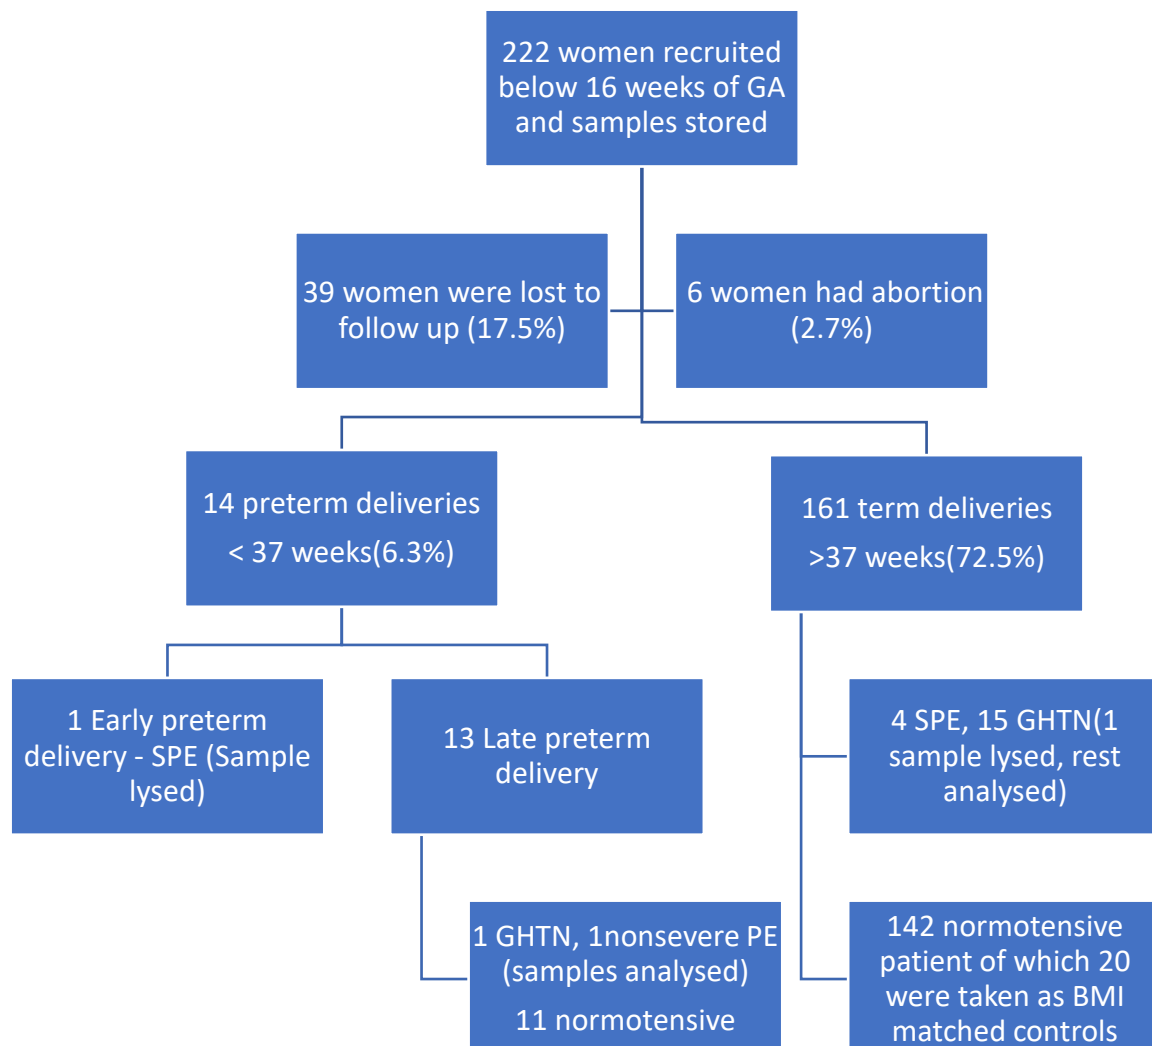 222 women recruited
below 16 weeks of GA
and samples stored
39 women were lost to
follow up (17.5%)
6 women had abortion
(2.7%)
14 preterm deliveries
< 37 weeks(6.3%)
161 term deliveries
>37 weeks(72.5%)
1 Early preterm
delivery - SPE (Sample
lysed)
13 Late preterm
delivery
4 SPE, 15 GHTN(1
sample lysed, rest
analysed)
1 GHTN, 1nonsevere PE
(samples analysed)
11 normotensive
142 normotensive
patient of which 20
were taken as BMI
matched controls